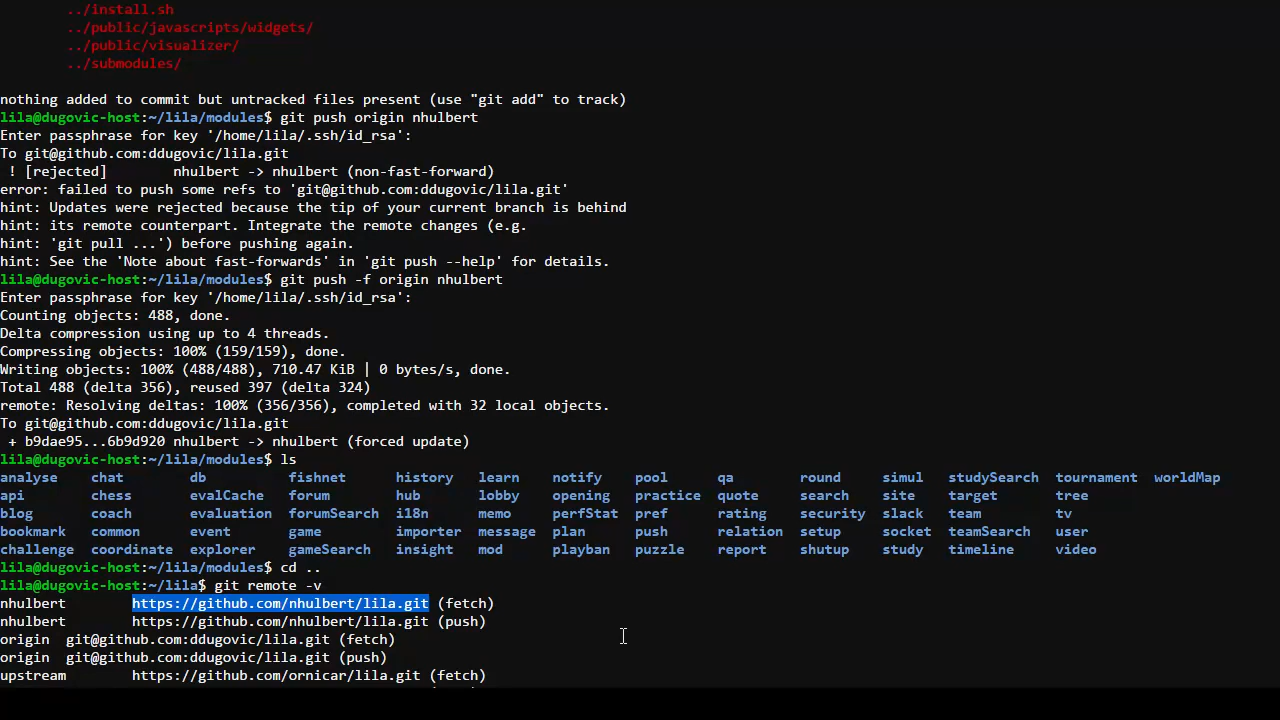 ../install.sh
../public/javascripts/widgets/
../public/visualizer/
../submodules/
nothing added to commit but untracked files present (use "git add" to track)
lila@dugovic-host:~/lila/modules$ git push origin nhulbert
Enter passphrase for key '/home/lila/.ssh/id_rsa':
To git@github.com:ddugovic/lila.git
 ! [rejected]        nhulbert -> nhulbert (non-fast-forward)
error: failed to push some refs to 'git@github.com:ddugovic/lila.git'
hint: Updates were rejected because the tip of your current branch is behind
hint: its remote counterpart. Integrate the remote changes (e.g.
hint: 'git pull ...') before pushing again.
hint: See the 'Note about fast-forwards' in 'git push --help' for details.
lila@dugovic-host:~/lila/modules$ git push -f origin nhulbert
Enter passphrase for key '/home/lila/.ssh/id_rsa':
Counting objects: 488, done.
Delta compression using up to 4 threads.
Compressing objects: 100% (159/159), done.
Writing objects: 100% (488/488), 710.47 KiB | 0 bytes/s, done.
Total 488 (delta 356), reused 397 (delta 324)
remote: Resolving deltas: 100% (356/356), completed with 32 local objects.
To git@github.com:ddugovic/lila.git
 + b9dae95...6b9d920 nhulbert -> nhulbert (forced update)
lila@dugovic-host:~/lila/modules$ ls
analyse    chat        db          fishnet      history   learn    notify    pool      qa        round     simul   studySearch  tournament  worldMap
api        chess       evalCache   forum        hub       lobby    opening   practice  quote     search    site    target       tree
blog       coach       evaluation  forumSearch  i18n      memo     perfStat  pref      rating    security  slack   team         tv
bookmark   common      event       game         importer  message  plan      push      relation  setup     socket  teamSearch   user
challenge  coordinate  explorer    gameSearch   insight   mod      playban   puzzle    report    shutup    study   timeline     video
lila@dugovic-host:~/lila/modules$ cd ..
lila@dugovic-host:~/lila$ git remote -v
nhulbert        https://github.com/nhulbert/lila.git (fetch)
nhulbert        https://github.com/nhulbert/lila.git (push)
origin  git@github.com:ddugovic/lila.git (fetch)
origin  git@github.com:ddugovic/lila.git (push)
upstream        https://github.com/ornicar/lila.git (fetch)